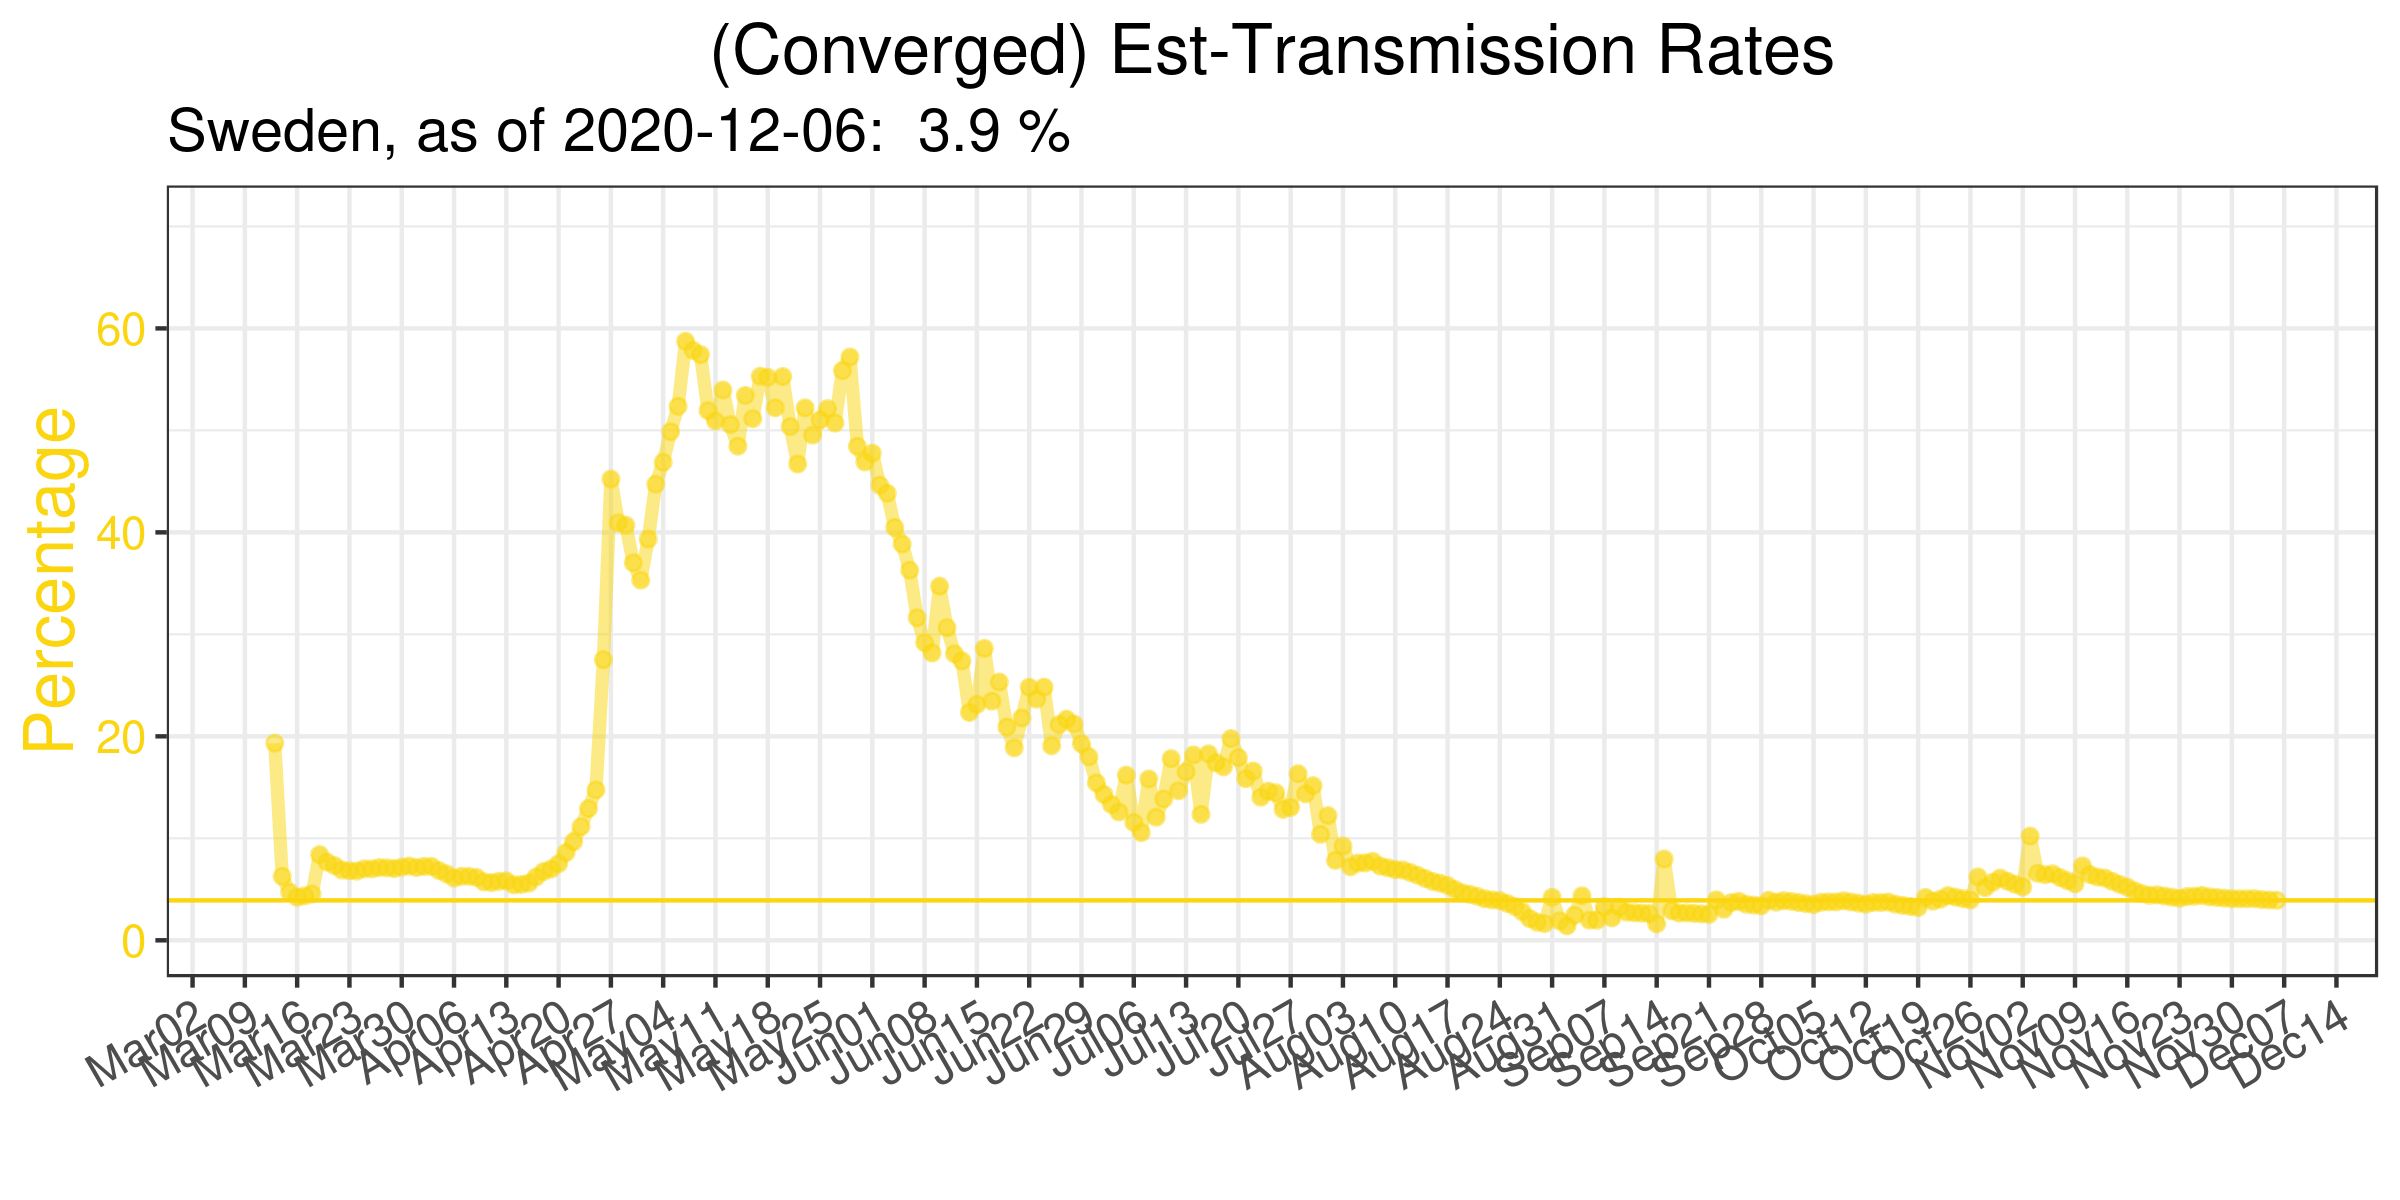 (Converged) Est-Transmission Rates
Sweden, as of 2020-12-06: 3.9 %
Percentage
60
40
20
0
Mar02
Mar09
Mar16
Mar23
Mar30
Apr06
Apr13
Apr20
Apr27
May04
May11
May18
May25
Jun01
Jun08
Jun15
Jun22
Jun29
Jul06
Jul13
Jul20
Jul27
Aug03
Aug10
Aug17
Aug24
Aug31
Sep07
Sep14
Sep21
Sep28
Oct05
Oct12
Oct19
Oct26
Nov02
Nov09
Nov16
Nov23
Nov30
Dec07
Dec14